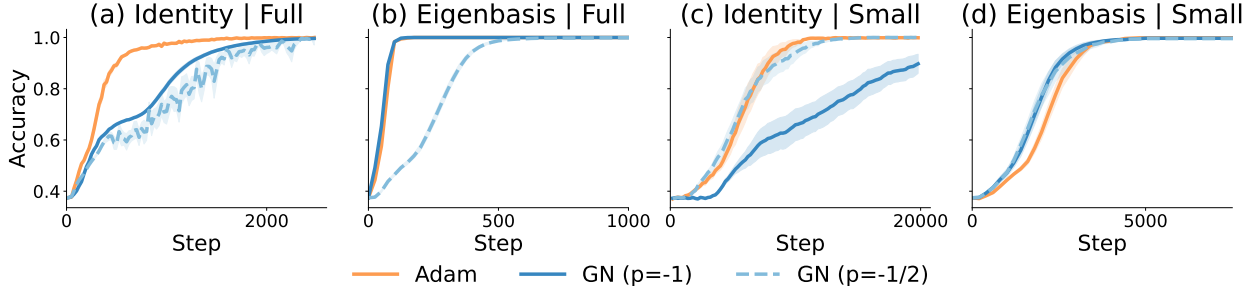 (a) Identity | Full
(b) Eigenbasis | Full
(c) Identity | Small
(d) Eigenbasis | Small
Accuracy
1.0
0.8
0.6
0.4
0
2000
Step
0
500
1000
Step
0
10000
20000
Step
0
5000
Step
Adam
GN (p=-1)
GN (p=-1/2)